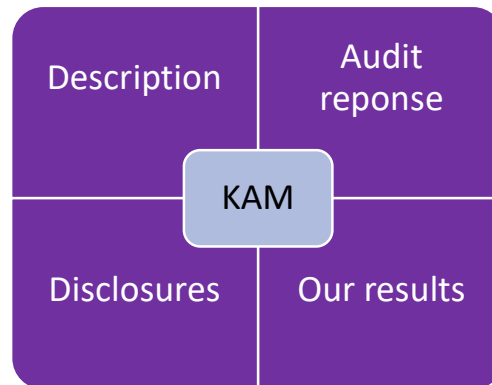 Description
Audit
reponse
KAM
Disclosures
Our results